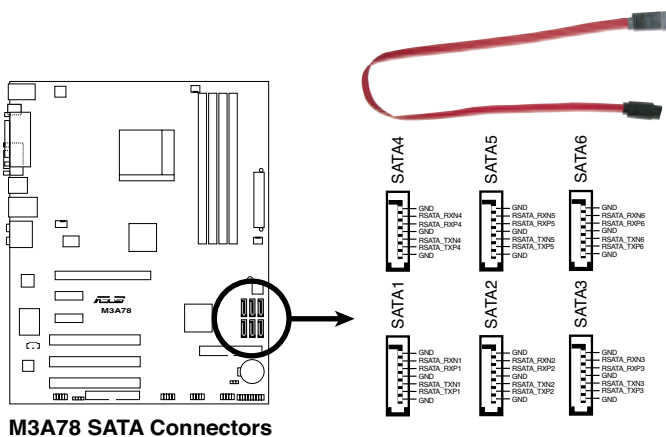 SATA4
GND
RSATA_RXN4
RSATA_RXP4
GND
RSATA_TXN4
RSATA_TXP4
GND
SATA5
GND
RSATA_RXN5
RSATA_RXP5
GND
RSATA_TXN5
RSATA_TXP5
GND
SATA6
GND
RSATA_RXN6
RSATA_RXP6
GND
RSATA_TXN6
RSATA_TXP6
GND
SATA1
GND
RSATA_RXN1
RSATA_RXP1
GND
RSATA_TXN1
RSATA_TXP1
GND
SATA2
GND
RSATA_RXN2
RSATA_RXP2
GND
RSATA_TXN2
RSATA_TXP2
GND
SATA3
GND
RSATA_RXN3
RSATA_RXP3
GND
RSATA_TXN3
RSATA_TXP3
GND
ASUS
M3A78
M3A78 SATA Connectors